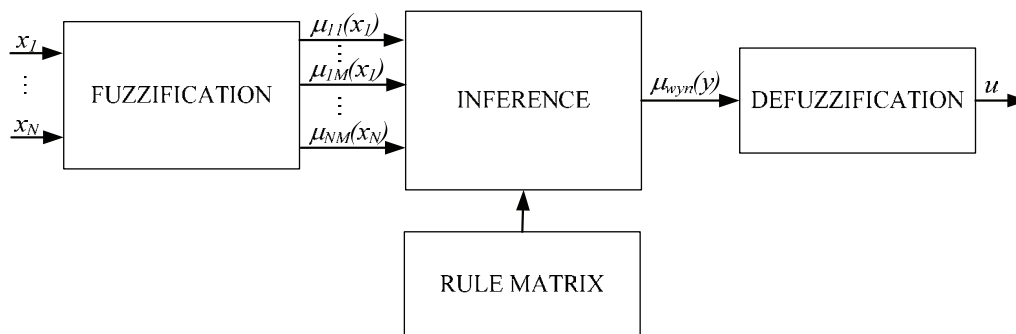 x1
⋮
xN
FUZZIFICATION
μ11(x1)
⋮
μ1M(x1)
⋮
μNM(xN)
INFERENCE
μwyn(y)
DEFUZZIFICATION
u
RULE MATRIX